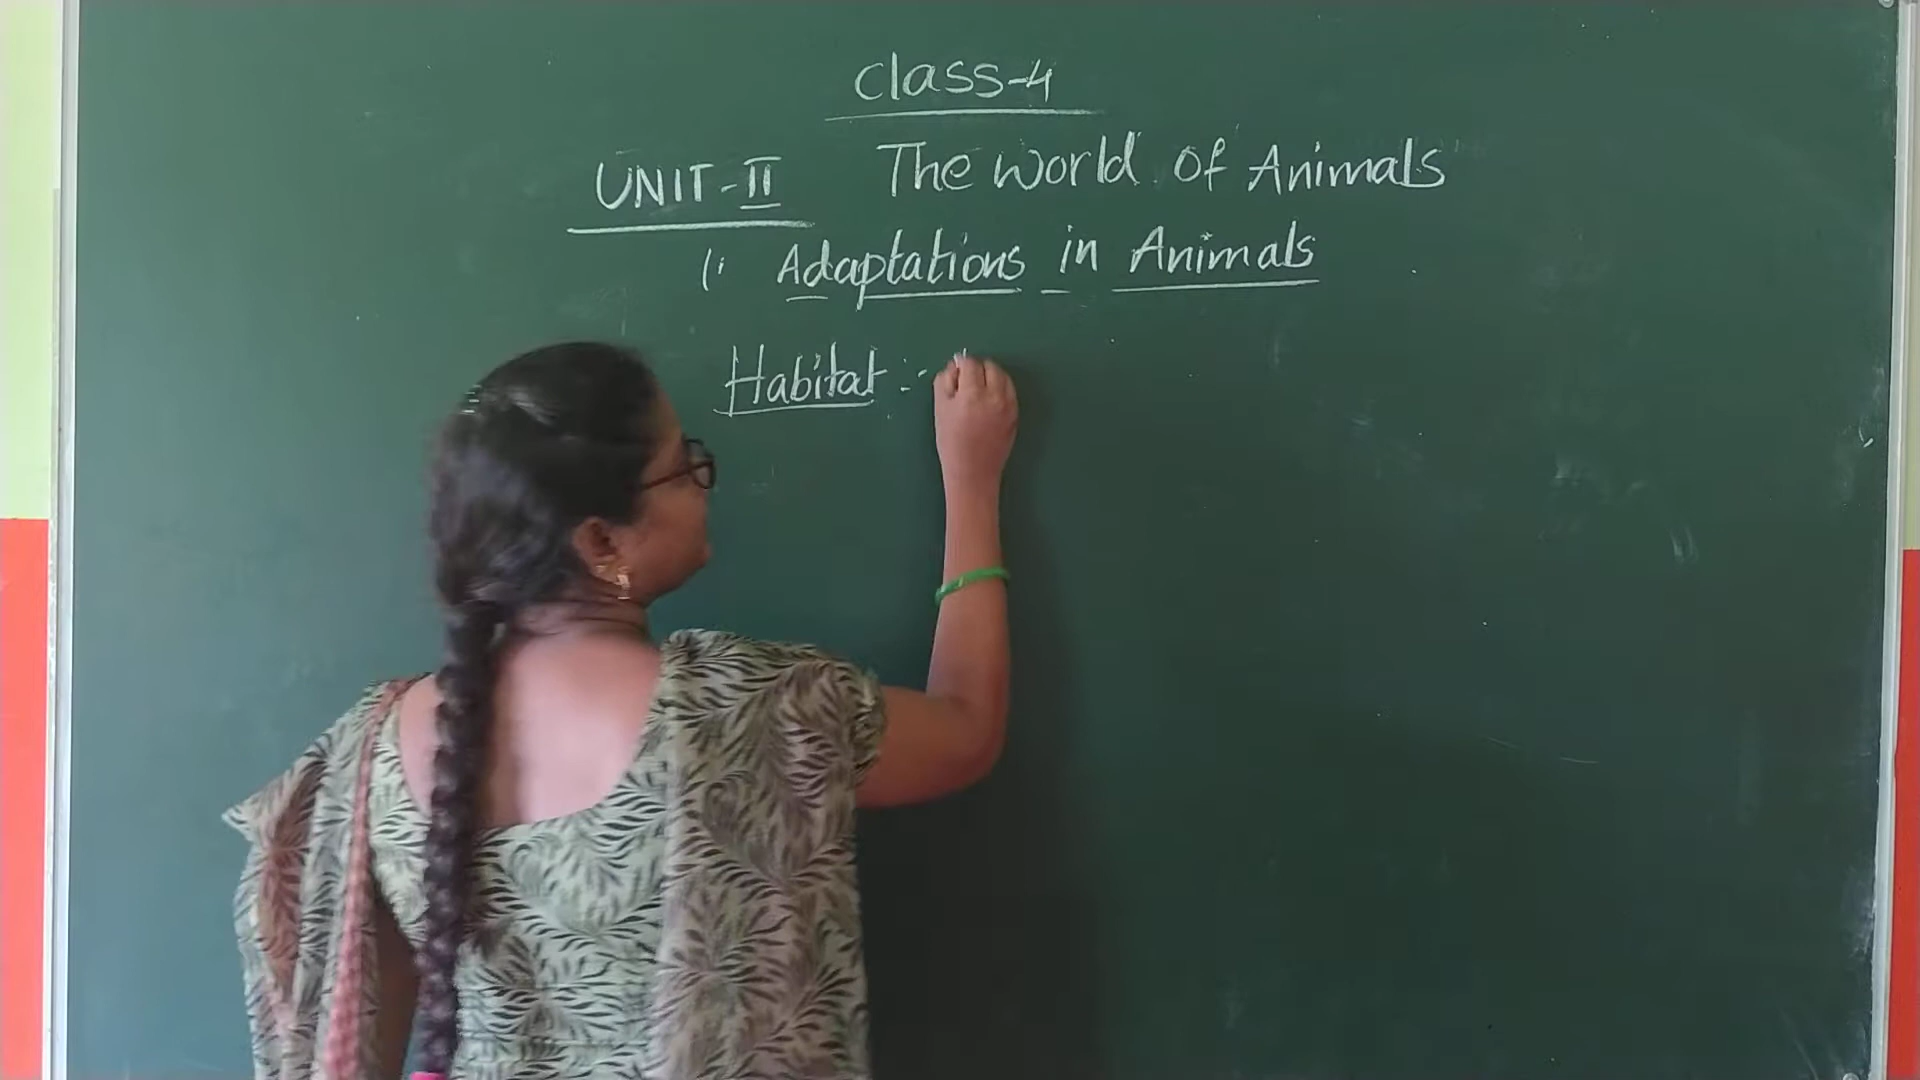 Class-4
UNIT-II The World of Animals
1. Adaptations in Animals
Habitat :-